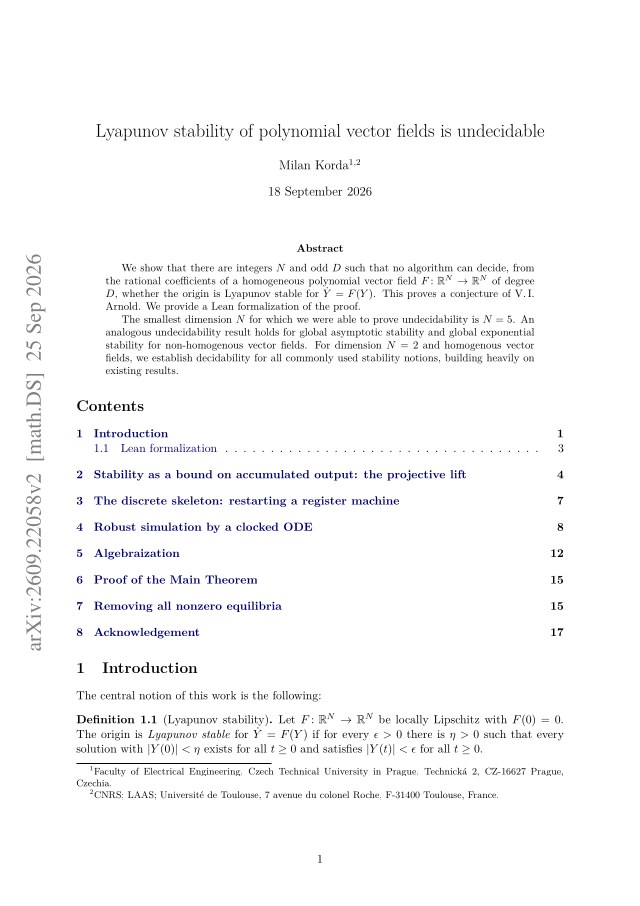 Lyapunov stability of polynomial vector fields is undecidable
Milan Korda1,2
18 September 2026
Abstract
We show that there are integers N and odd D such that no algorithm can decide, from
the rational coefficients of a homogeneous polynomial vector field F : ℝ^N → ℝ^N of degree
D, whether the origin is Lyapunov stable for Ẏ = F(Y). This proves a conjecture of V. I.
Arnold. We provide a Lean formalization of the proof.
The smallest dimension N for which we were able to prove undecidability is N = 5. An
analogous undecidability result holds for global asymptotic stability and global exponential
stability for non-homogenous vector fields. For dimension N = 2 and homogenous vector
fields, we establish decidability for all commonly used stability notions, building heavily on
existing results.
Contents
1 Introduction 1
1.1 Lean formalization . . . . . . . . . . . . . . . . . . . . . . . . . . . . . . . . . . 3
2 Stability as a bound on accumulated output: the projective lift 4
3 The discrete skeleton: restarting a register machine 7
4 Robust simulation by a clocked ODE 8
5 Algebraization 12
6 Proof of the Main Theorem 15
7 Removing all nonzero equilibria 15
8 Acknowledgement 17
1 Introduction
The central notion of this work is the following:
Definition 1.1 (Lyapunov stability). Let F : ℝ^N → ℝ^N be locally Lipschitz with F(0) = 0.
The origin is Lyapunov stable for Ẏ = F(Y) if for every ϵ > 0 there is η > 0 such that every
solution with |Y(0)| < η exists for all t ≥ 0 and satisfies |Y(t)| < ϵ for all t ≥ 0.
1Faculty of Electrical Engineering, Czech Technical University in Prague, Technická 2, CZ-16627 Prague,
Czechia.
2CNRS; LAAS; Université de Toulouse, 7 avenue du colonel Roche, F-31400 Toulouse, France.
1
arXiv:2609.22058v2 [math.DS] 25 Sep 2026